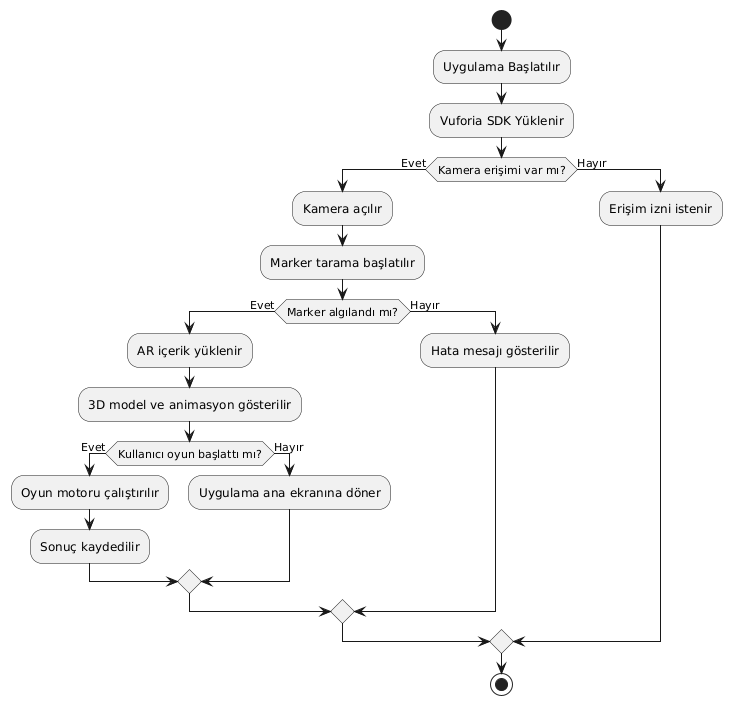 Uygulama Başlatılır
Vuforia SDK Yüklenir
Evet
Kamera erişimi var mı?
Hayır
Kamera açılır
Erişim izni istenir
Marker tarama başlatılır
Evet
Marker algılandı mı?
Hayır
AR içerik yüklenir
Hata mesajı gösterilir
3D model ve animasyon gösterilir
Evet
Kullanıcı oyun başlattı mı?
Hayır
Oyun motoru çalıştırılır
Uygulama ana ekranına döner
Sonuç kaydedilir